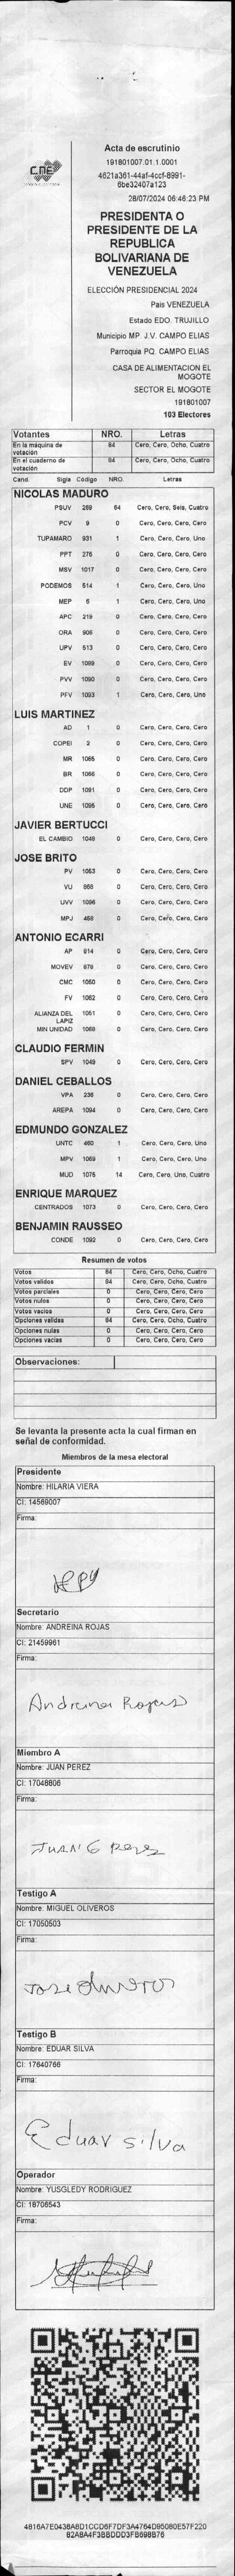 CNE
Acta de escrutinio
191801007.01.1.0001
4621a361-44af-4ccf-8991-
6be32407a123
28/07/2024 06:46:23 PM
PRESIDENTA O
PRESIDENTE DE LA
REPUBLICA
BOLIVARIANA DE
VENEZUELA
ELECCIÓN PRESIDENCIAL 2024
Pais VENEZUELA
Estado EDO. TRUJILLO
Municipio MP. J.V. CAMPO ELIAS
Parroquia PQ. CAMPO ELIAS
CASA DE ALIMENTACION EL
MOGOTE
SECTOR EL MOGOTE
191801007
103 Electores
Votantes NRO. Letras
En la máquina de votación 84 Cero, Cero, Ocho, Cuatro
En el cuaderno de votación 84 Cero, Cero, Ocho, Cuatro
Cand. Sigla Código NRO. Letras
NICOLAS MADURO
PSUV 269 64 Cero, Cero, Seis, Cuatro
PCV 9 0 Cero, Cero, Cero, Cero
TUPAMARO 931 1 Cero, Cero, Cero, Uno
PPT 276 0 Cero, Cero, Cero, Cero
MSV 1017 0 Cero, Cero, Cero, Cero
PODEMOS 514 1 Cero, Cero, Cero, Uno
MEP 6 1 Cero, Cero, Cero, Uno
APC 219 0 Cero, Cero, Cero, Cero
ORA 906 0 Cero, Cero, Cero, Cero
UPV 513 0 Cero, Cero, Cero, Cero
EV 1089 0 Cero, Cero, Cero, Cero
PVV 1090 0 Cero, Cero, Cero, Cero
PFV 1093 1 Cero, Cero, Cero, Uno
LUIS MARTINEZ
AD 1 0 Cero, Cero, Cero, Cero
COPEI 2 0 Cero, Cero, Cero, Cero
MR 1065 0 Cero, Cero, Cero, Cero
BR 1066 0 Cero, Cero, Cero, Cero
DDP 1091 0 Cero, Cero, Cero, Cero
UNE 1095 0 Cero, Cero, Cero, Cero
JAVIER BERTUCCI
EL CAMBIO 1048 0 Cero, Cero, Cero, Cero
JOSE BRITO
PV 1053 0 Cero, Cero, Cero, Cero
VU 868 0 Cero, Cero, Cero, Cero
UVV 1096 0 Cero, Cero, Cero, Cero
MPJ 468 0 Cero, Cero, Cero, Cero
ANTONIO ECARRI
AP 814 0 Cero, Cero, Cero, Cero
MOVEV 878 0 Cero, Cero, Cero, Cero
CMC 1050 0 Cero, Cero, Cero, Cero
FV 1062 0 Cero, Cero, Cero, Cero
ALIANZA DEL LAPIZ 1051 0 Cero, Cero, Cero, Cero
MIN UNIDAD 1068 0 Cero, Cero, Cero, Cero
CLAUDIO FERMIN
SPV 1049 0 Cero, Cero, Cero, Cero
DANIEL CEBALLOS
VPA 236 0 Cero, Cero, Cero, Cero
AREPA 1094 0 Cero, Cero, Cero, Cero
EDMUNDO GONZALEZ
UNTC 460 1 Cero, Cero, Cero, Uno
MPV 1069 1 Cero, Cero, Cero, Uno
MUD 1075 14 Cero, Cero, Uno, Cuatro
ENRIQUE MARQUEZ
CENTRADOS 1073 0 Cero, Cero, Cero, Cero
BENJAMIN RAUSSEO
CONDE 1092 0 Cero, Cero, Cero, Cero
Resumen de votos
Votos 84 Cero, Cero, Ocho, Cuatro
Votos validos 84 Cero, Cero, Ocho, Cuatro
Votos parciales 0 Cero, Cero, Cero, Cero
Votos nulos 0 Cero, Cero, Cero, Cero
Votos vacios 0 Cero, Cero, Cero, Cero
Opciones validas 84 Cero, Cero, Ocho, Cuatro
Opciones nulas 0 Cero, Cero, Cero, Cero
Opciones vacias 0 Cero, Cero, Cero, Cero
Observaciones:
Se levanta la presente acta la cual firman en
señal de conformidad.
Miembros de la mesa electoral
Presidente
Nombre: HILARIA VIERA
CI: 14569007
Firma:
Secretario
Nombre: ANDREINA ROJAS
CI: 21459961
Firma:
Andreina Rojas
Miembro A
Nombre: JUAN PEREZ
CI: 17048606
Firma:
JUAN G Perez
Testigo A
Nombre: MIGUEL OLIVEROS
CI: 17050503
Firma:
Jose Oliveros
Testigo B
Nombre: EDUAR SILVA
CI: 17640766
Firma:
Eduar silva
Operador
Nombre: YUSGLEDY RODRIGUEZ
CI: 18706543
Firma:
4816A7E0436A8D1CCD6F7DF3A4764D95080E57F220
82A8A4F3BBDDD3FB698B76